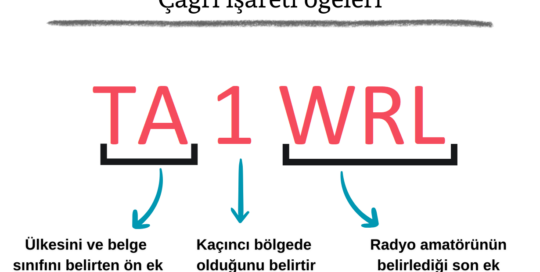 Çağrı işareti öğeleri
TA 1 WRL
Ülkesini ve belge
sınıfını belirten ön ek
Kaçıncı bölgede
olduğunu belirtir
Radyo amatörünün
belirlediği son ek